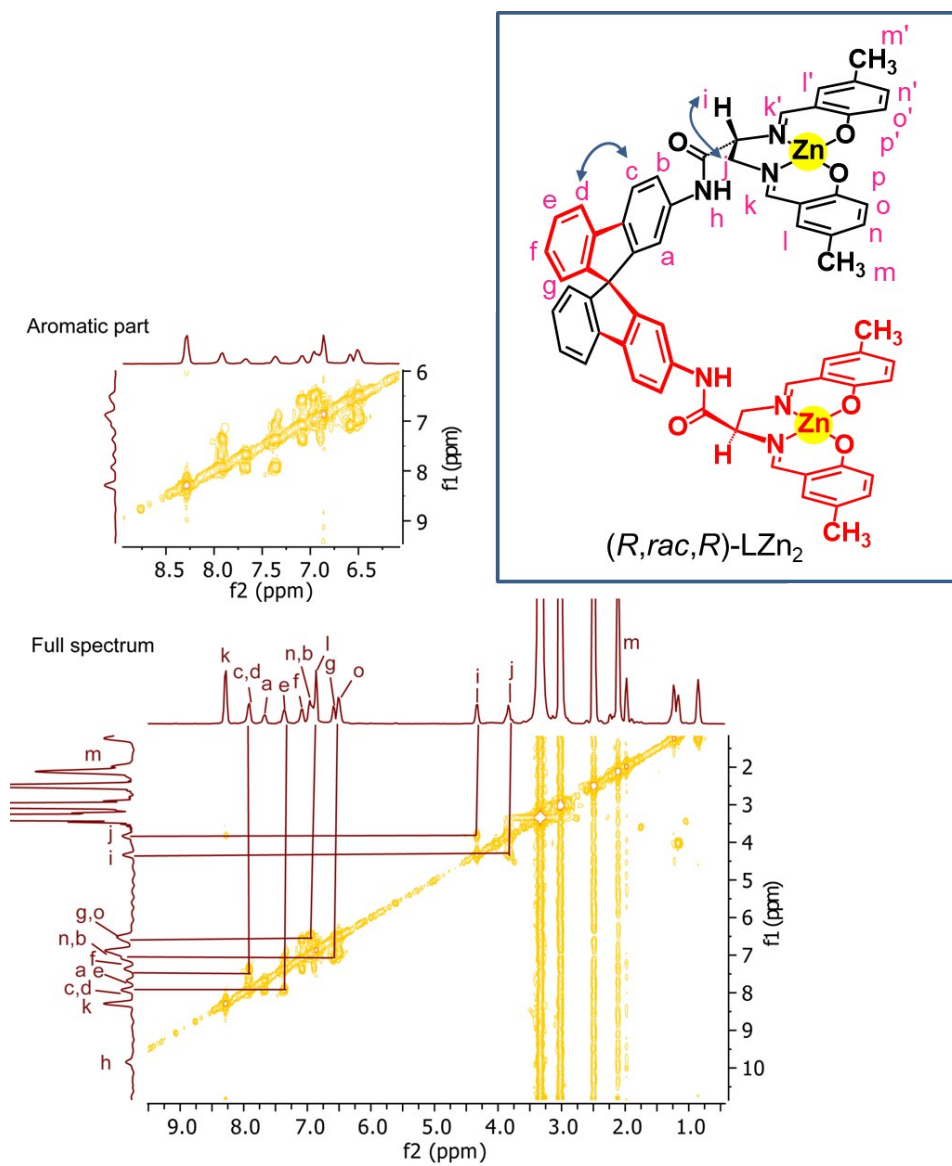 m'
CH3
l'
n'
i
k'
o'
H
N
O
p'
Zn
O
b
j
N
O
p
c
NH
d
h
k
o
e
l
n
f
a
CH3
m
g
Aromatic part
CH3
6
NH
N
O
7
O
Zn
N
O
8
H
f1 (ppm)
9
CH3
8.5 8.0 7.5 7.0 6.5
f2 (ppm)
(R,rac,R)-LZn2
Full spectrum
k
c,d
a
e
f
n,b
l
g
o
i
j
m
m
2
3
j
4
i
5
g,o
6
n,b
f
7
a e
c,d
8
k
9
h
10
f1 (ppm)
9.0 8.0 7.0 6.0 5.0 4.0 3.0 2.0 1.0
f2 (ppm)